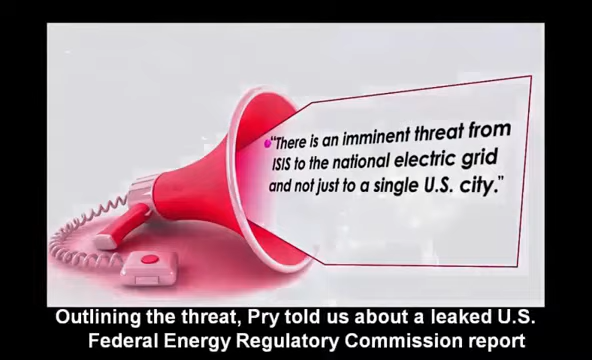 "There is an imminent threat from
ISIS to the national electric grid
and not just to a single U.S. city."
Outlining the threat, Pry told us about a leaked U.S.
Federal Energy Regulatory Commission report